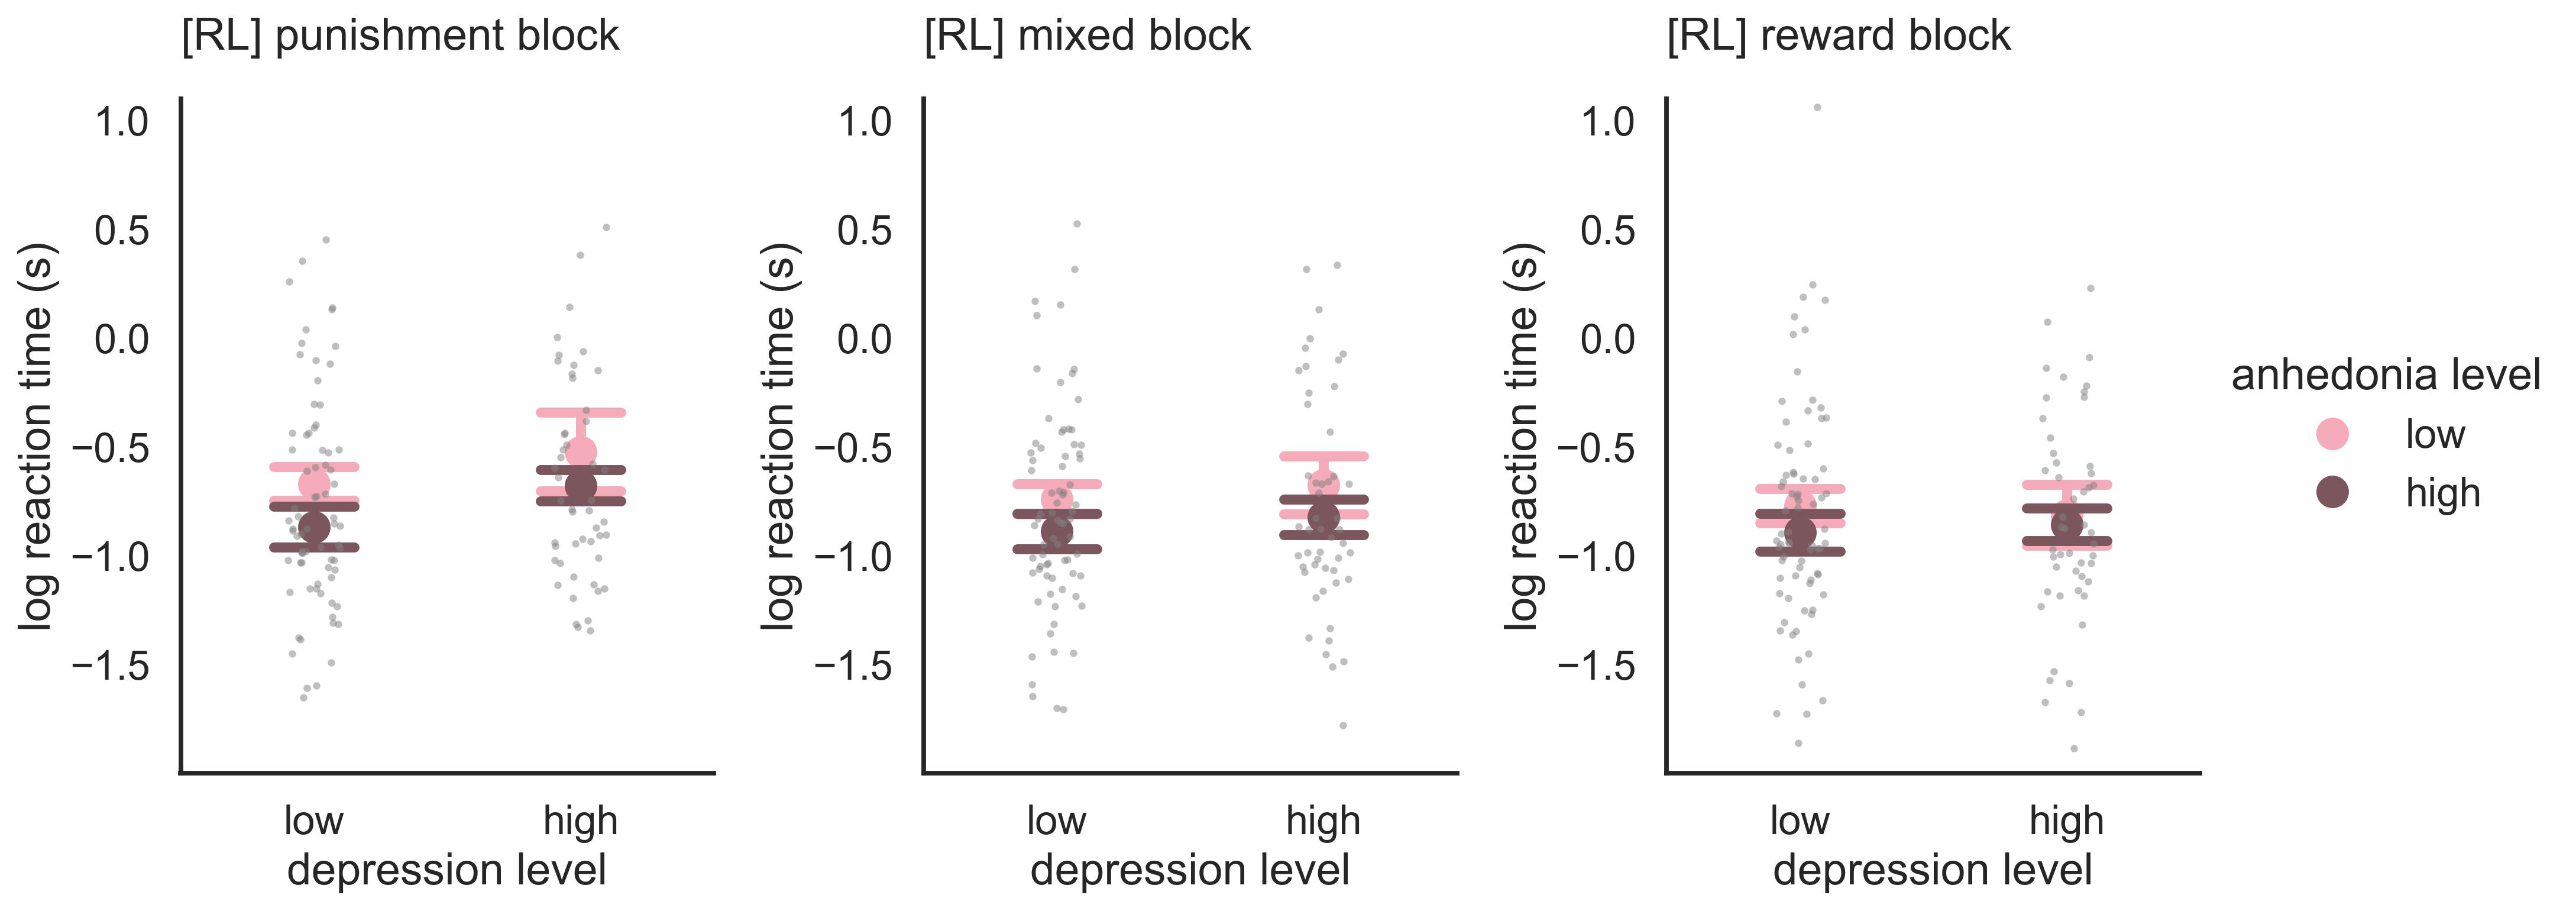 [RL] punishment block
log reaction time (s)
1.0
0.5
0.0
−0.5
−1.0
−1.5
low high
depression level
[RL] mixed block
log reaction time (s)
1.0
0.5
0.0
−0.5
−1.0
−1.5
low high
depression level
[RL] reward block
log reaction time (s)
1.0
0.5
0.0
−0.5
−1.0
−1.5
low high
depression level
anhedonia level
low
high